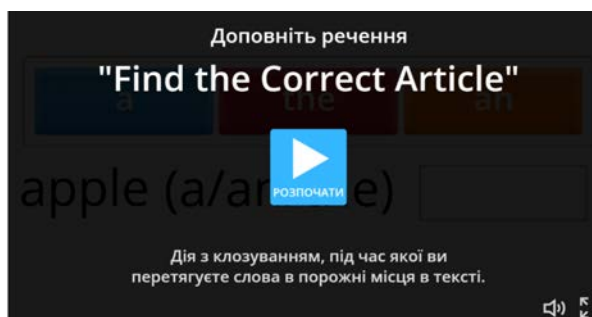 Доповніть речення
"Find the Correct Article"
a the an
apple (a/an/the)
РОЗПОЧАТИ
Дія з клозуванням, під час якої ви
перетягуєте слова в порожні місця в тексті.